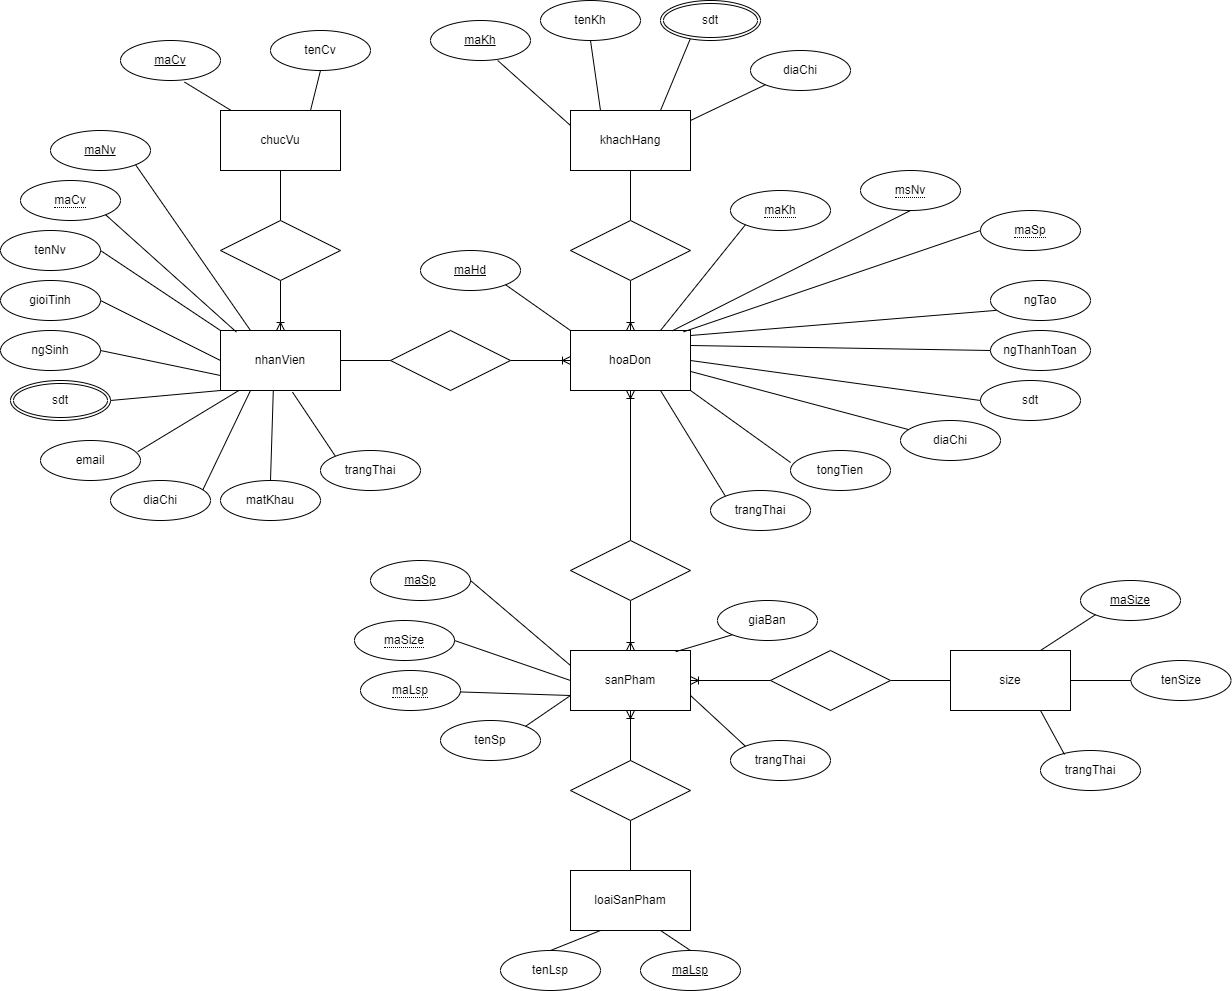 tenKh
sdt
maKh
tenCv
maCv
diaChi
chucVu
khachHang
maNv
msNv
maCv
maKh
maSp
tenNv
maHd
gioiTinh
ngTao
ngSinh
nhanVien
hoaDon
ngThanhToan
sdt
sdt
diaChi
email
trangThai
tongTien
diaChi
matKhau
trangThai
maSp
maSize
giaBan
maSize
maLsp
sanPham
size
tenSize
tenSp
trangThai
trangThai
loaiSanPham
tenLsp
maLsp